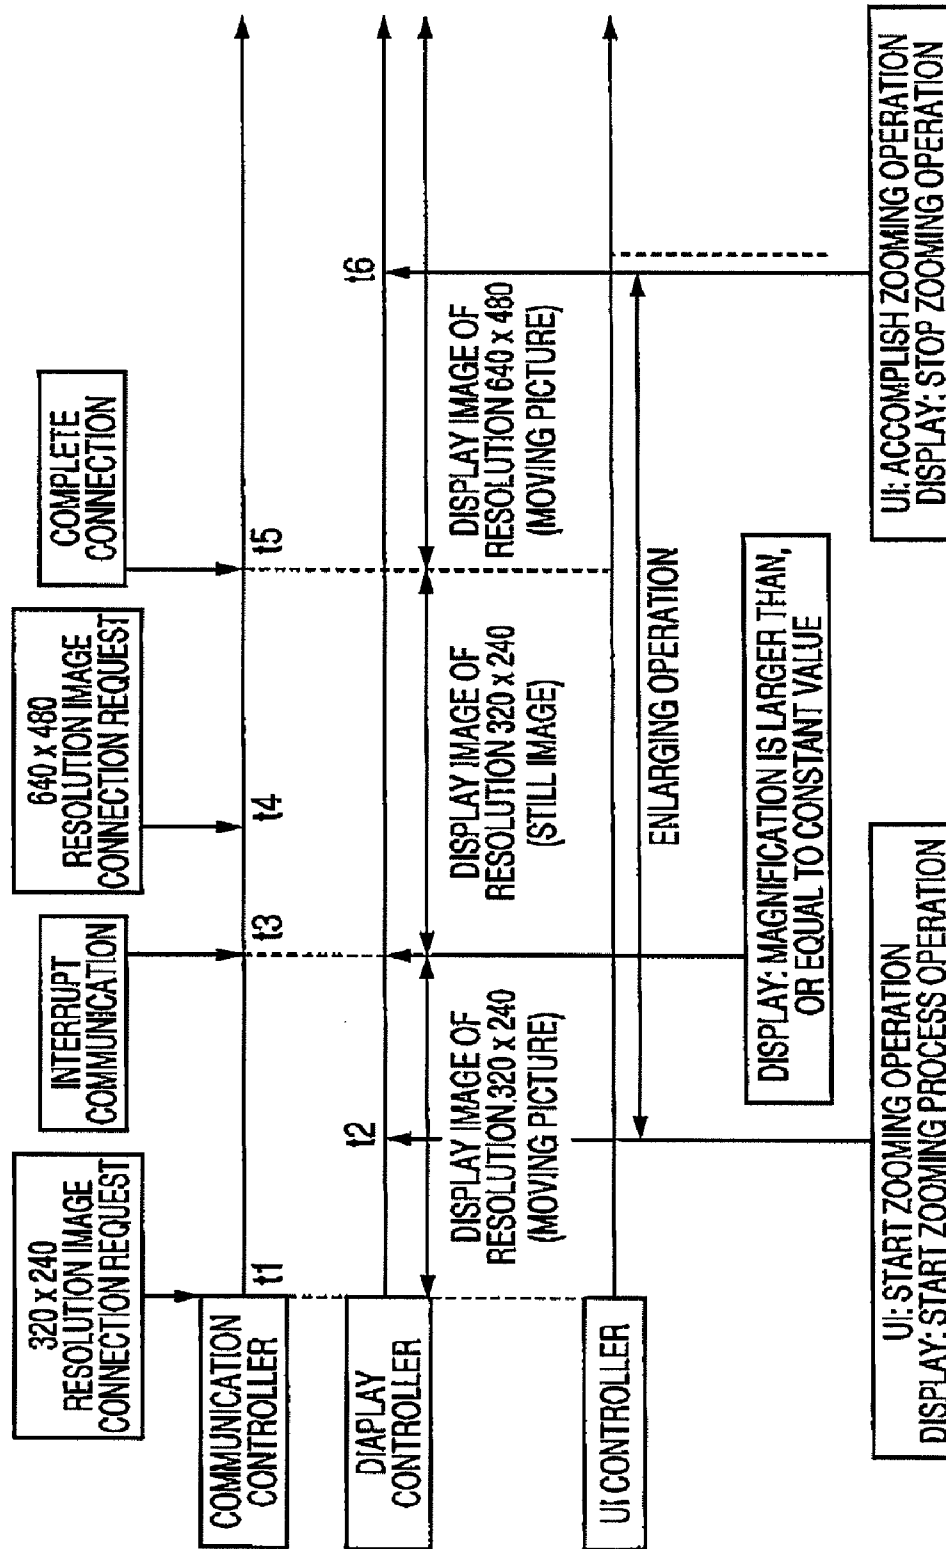 320 x 240
RESOLUTION IMAGE
CONNECTION REQUEST
INTERRUPT
COMMUNICATION
640 x 480
RESOLUTION IMAGE
CONNECTION REQUEST
COMPLETE
CONNECTION
COMMUNICATION
CONTROLLER
t1
t3
t4
t5
DIAPLAY
CONTROLLER
t2
t6
DISPLAY IMAGE OF
RESOLUTION 320 x 240
(MOVING PICTURE)
DISPLAY IMAGE OF
RESOLUTION 320 x 240
(STILL IMAGE)
DISPLAY IMAGE OF
RESOLUTION 640 x 480
(MOVING PICTURE)
UI CONTROLLER
ENLARGING OPERATION
DISPLAY: MAGNIFICATION IS LARGER THAN,
OR EQUAL TO CONSTANT VALUE
UI: START ZOOMING OPERATION
DISPLAY: START ZOOMING PROCESS OPERATION
UI: ACCOMPLISH ZOOMING OPERATION
DISPLAY: STOP ZOOMING OPERATION